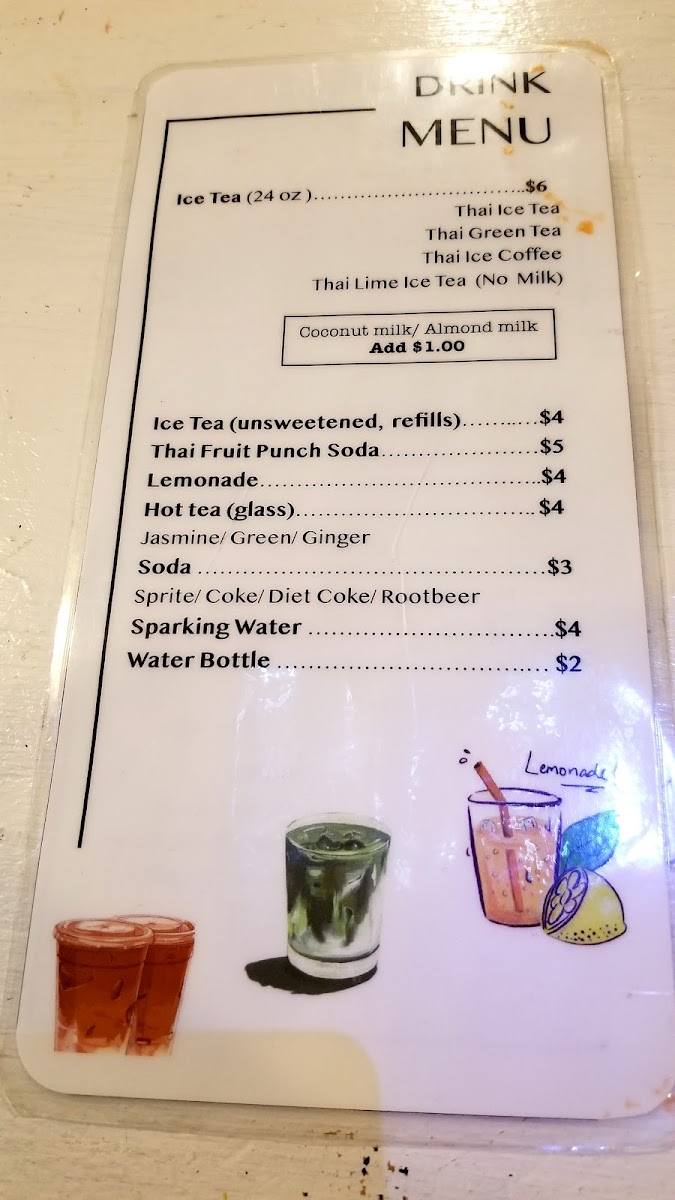 DRINK
MENU
Ice Tea (24 oz )..................................$6
Thai Ice Tea
Thai Green Tea
Thai Ice Coffee
Thai Lime Ice Tea (No Milk)
Coconut milk/ Almond milk
Add $1.00
Ice Tea (unsweetened, refills)...........$4
Thai Fruit Punch Soda......................$5
Lemonade........................................$4
Hot tea (glass)..................................$4
Jasmine/ Green/ Ginger
Soda ................................................$3
Sprite/ Coke/ Diet Coke/ Rootbeer
Sparking Water ..................................$4
Water Bottle ..................................... $2
Lemonade!